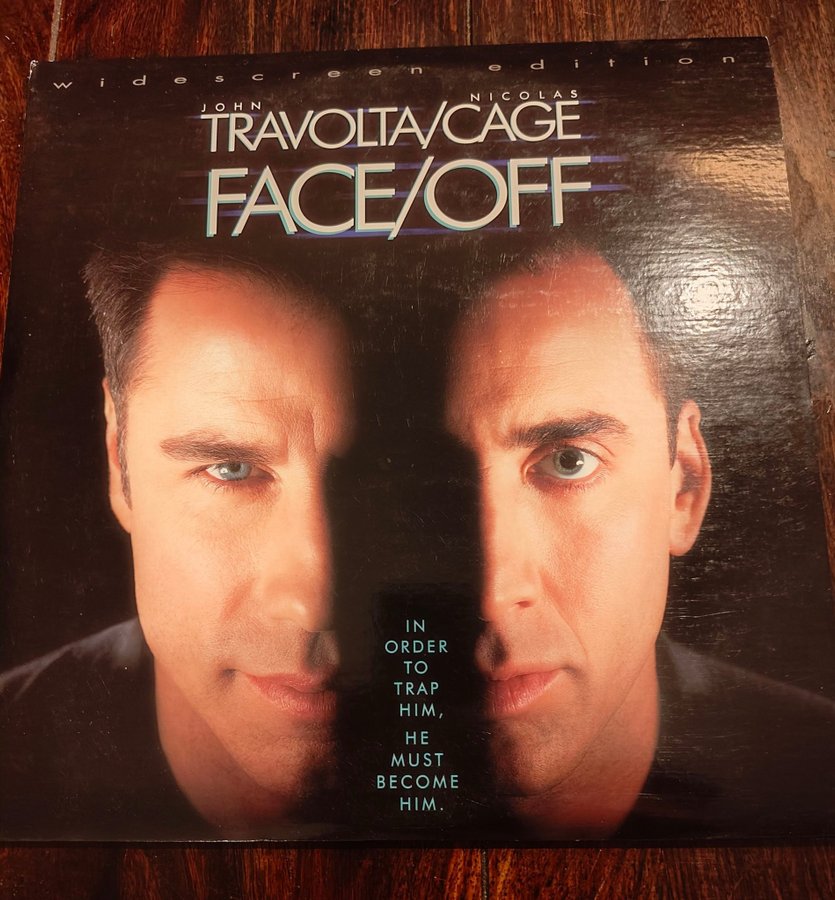 widescreen edition
JOHN NICOLAS
TRAVOLTA/CAGE
FACE/OFF
IN
ORDER
TO
TRAP
HIM,
HE
MUST
BECOME
HIM.